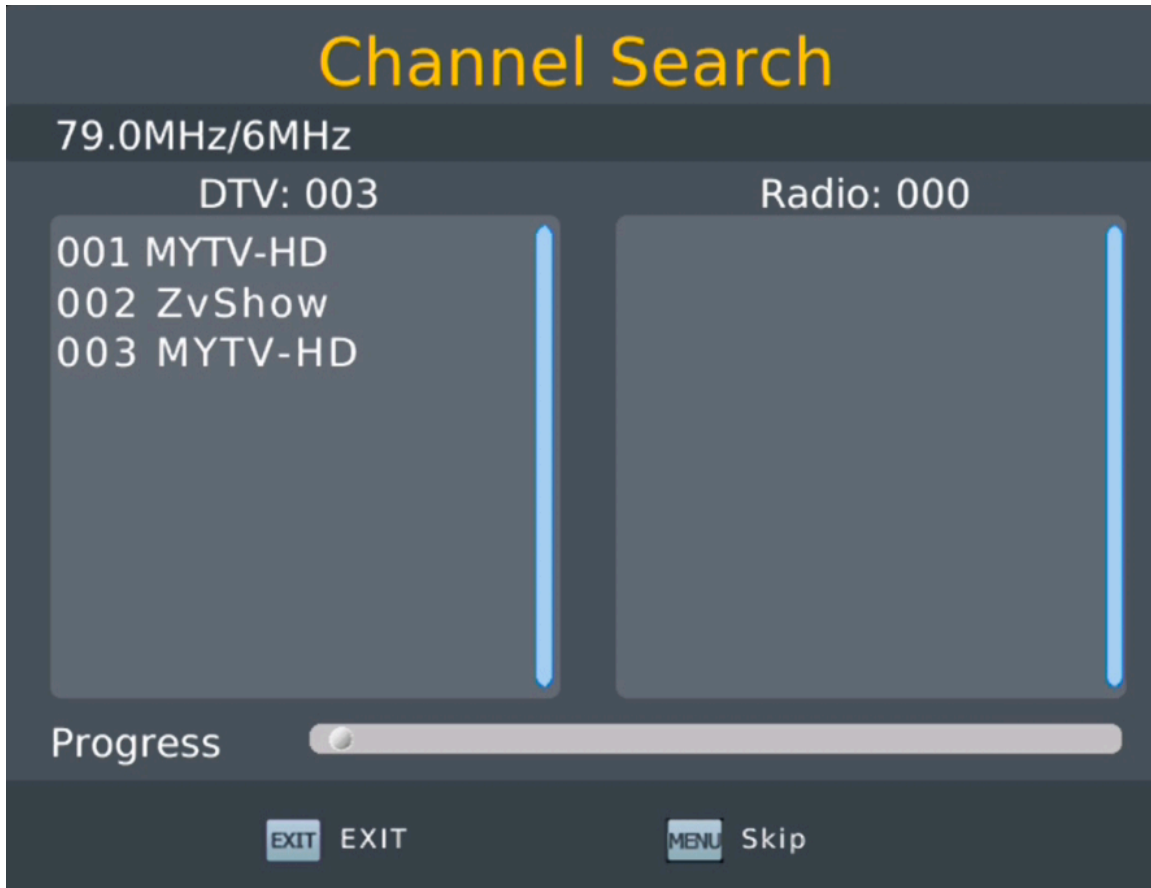 Channel Search
79.0MHz/6MHz
DTV: 003
Radio: 000
001 MYTV-HD
002 ZvShow
003 MYTV-HD
Progress
EXIT EXIT
MENU Skip